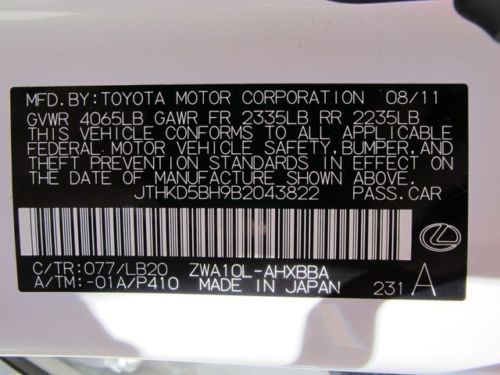 MFD.BY:TOYOTA MOTOR CORPORATION 08/11
GVWR 4065LB GAWR FR 2335LB RR 2235LB
THIS VEHICLE CONFORMS TO ALL APPLICABLE
FEDERAL MOTOR VEHICLE SAFETY,BUMPER,AND
THEFT PREVENTION STANDARDS IN EFFECT ON
THE DATE OF MANUFACTURE SHOWN ABOVE.
JTHKD5BH9B2043822 PASS.CAR
C/TR:077/LB20 ZWA10L-AHXBBA
A/TM:-01A/P410 MADE IN JAPAN 231 A